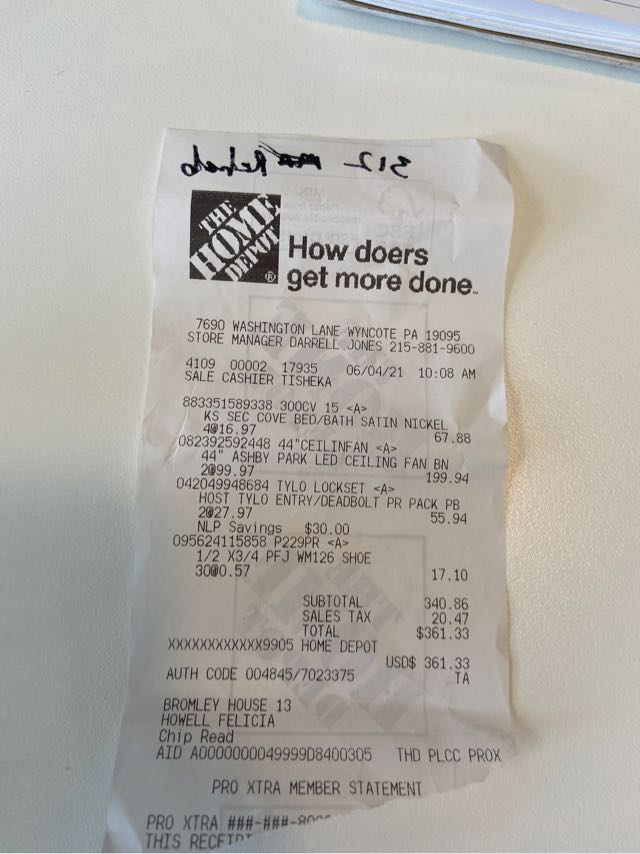 312 Rehab
THE
HOME
DEPOT
®
How doers
get more done.
7690 WASHINGTON LANE WYNCOTE PA 19095
STORE MANAGER DARRELL JONES 215-881-9600
4109 00002 17935 06/04/21 10:08 AM
SALE CASHIER TISHEKA
883351589338 300CV 15 <A>
KS SEC COVE BED/BATH SATIN NICKEL
4@16.97 67.88
082392592448 44"CEILINFAN <A>
44" ASHBY PARK LED CEILING FAN BN
2@99.97 199.94
042049948684 TYLO LOCKSET <A>
HOST TYLO ENTRY/DEADBOLT PR PACK PB
2@27.97 55.94
NLP Savings $30.00
095624115858 P229PR <A>
1/2 X3/4 PFJ WM126 SHOE
30@0.57 17.10
SUBTOTAL 340.86
SALES TAX 20.47
TOTAL $361.33
XXXXXXXXXXXX9905 HOME DEPOT
USD$ 361.33
AUTH CODE 004845/7023375 TA
BROMLEY HOUSE 13
HOWELL FELICIA
Chip Read
AID A0000000049999D8400305 THD PLCC PROX
PRO XTRA MEMBER STATEMENT
PRO XTRA ###-###-80
THIS RECEIPT